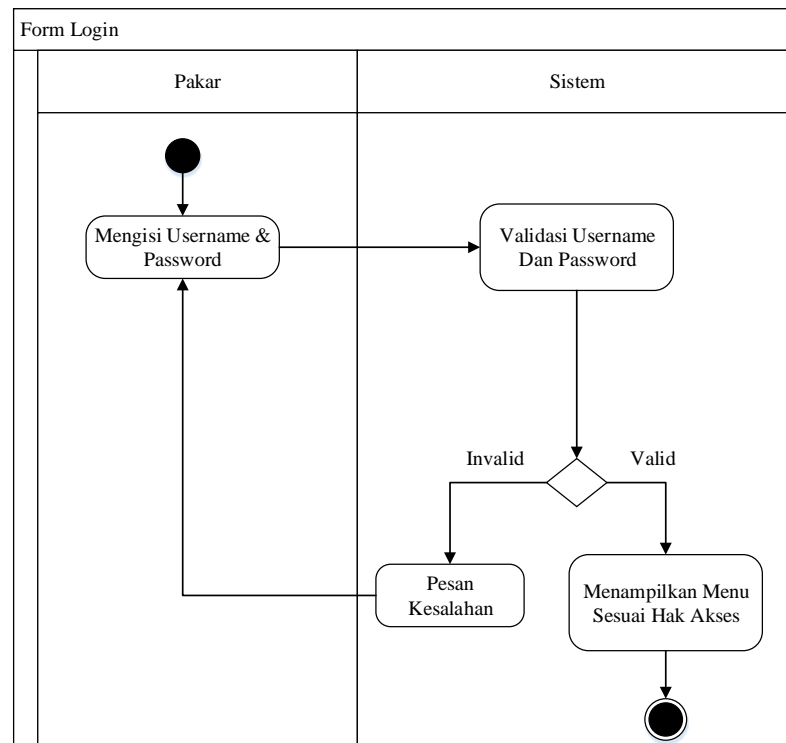 Form Login
Pakar
Sistem
Mengisi Username &
Password
Validasi Username
Dan Password
Invalid
Valid
Pesan
Kesalahan
Menampilkan Menu
Sesuai Hak Akses